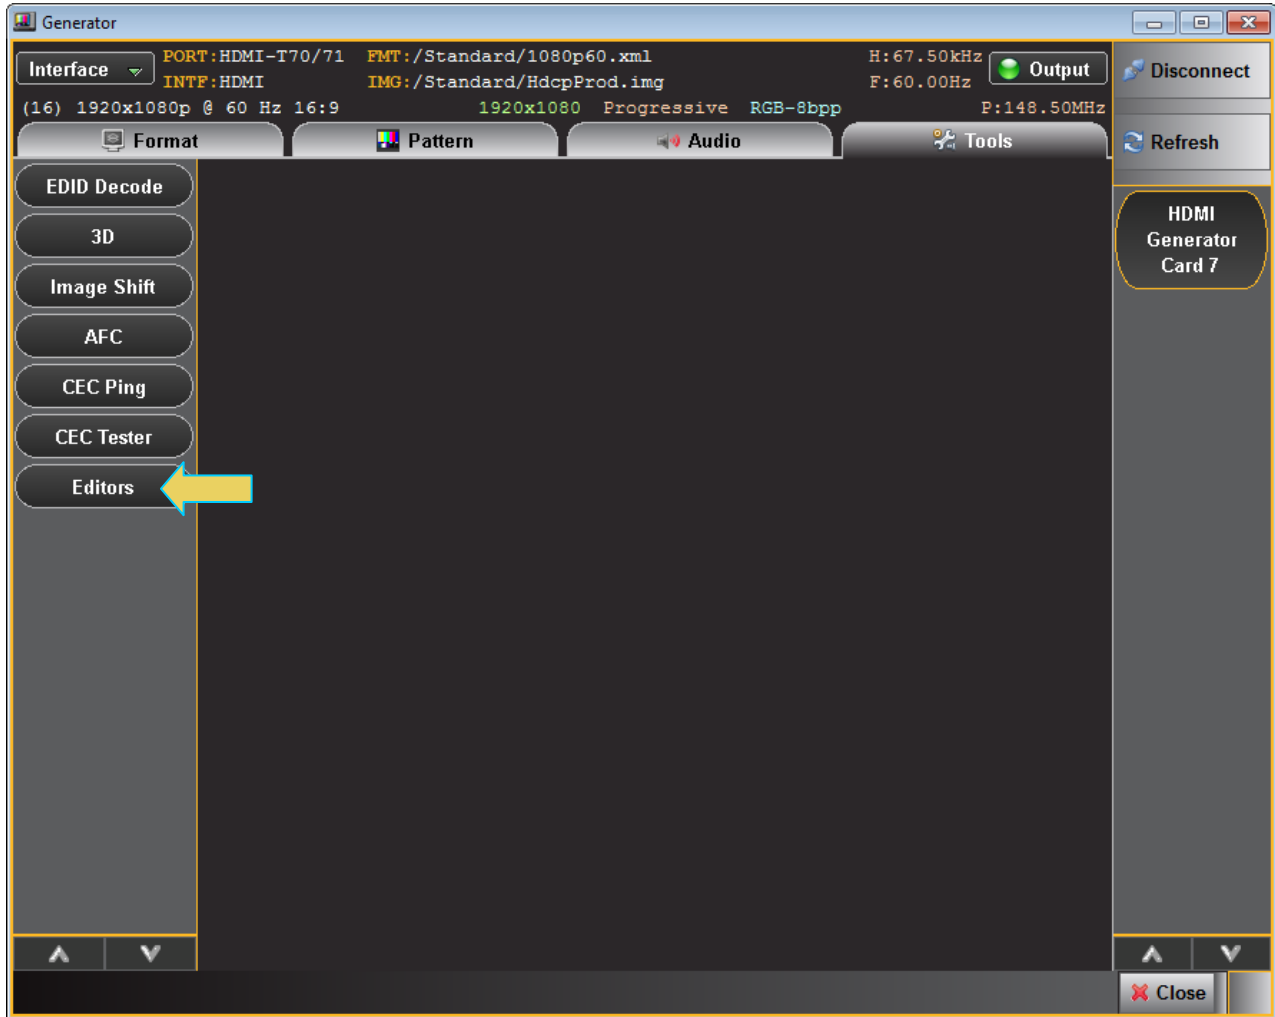 Generator
Interface
PORT:HDMI-T70/71 FMT:/Standard/1080p60.xml H:67.50kHz
INTF:HDMI IMG:/Standard/HdcpProd.img F:60.00Hz
Output
(16) 1920x1080p @ 60 Hz 16:9 1920x1080 Progressive RGB-8bpp P:148.50MHz
Disconnect
Refresh
Format Pattern Audio Tools
EDID Decode
3D
Image Shift
AFC
CEC Ping
CEC Tester
Editors
HDMI
Generator
Card 7
Close